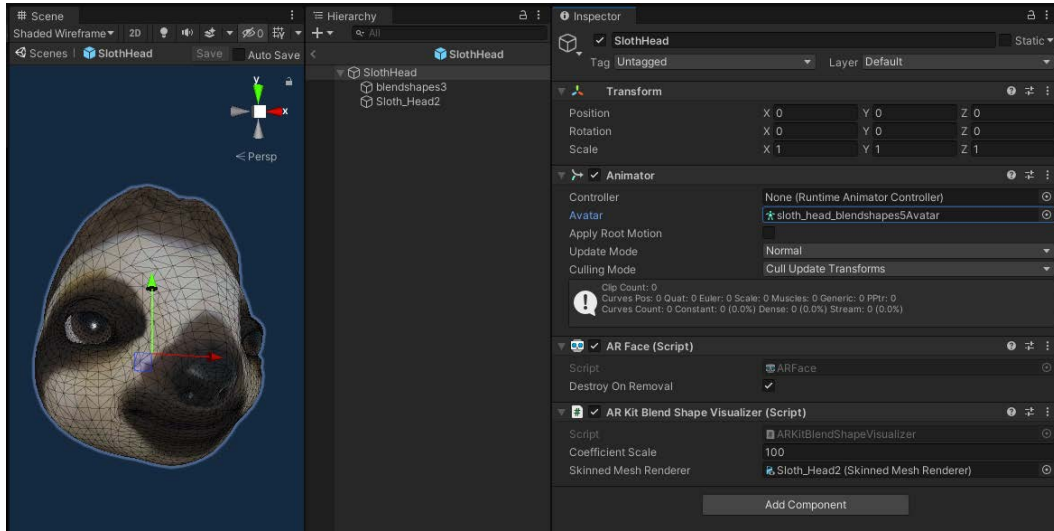 Scene
Shaded Wireframe
2D
0
Scenes | SlothHead Save Auto Save
y
x
Persp
Hierarchy
All
SlothHead
SlothHead
blendshapes3
Sloth_Head2
Inspector
SlothHead Static
Tag Untagged Layer Default
Transform
Position X 0 Y 0 Z 0
Rotation X 0 Y 0 Z 0
Scale X 1 Y 1 Z 1
Animator
Controller None (Runtime Animator Controller)
Avatar sloth_head_blendshapes5Avatar
Apply Root Motion
Update Mode Normal
Culling Mode Cull Update Transforms
Clip Count: 0
Curves Pos: 0 Quat: 0 Euler: 0 Scale: 0 Muscles: 0 Generic: 0 PPtr: 0
Curves Count: 0 Constant: 0 (0.0%) Dense: 0 (0.0%) Stream: 0 (0.0%)
AR Face (Script)
Script ARFace
Destroy On Removal
# AR Kit Blend Shape Visualizer (Script)
Script ARKitBlendShapeVisualizer
Coefficient Scale 100
Skinned Mesh Renderer Sloth_Head2 (Skinned Mesh Renderer)
Add Component